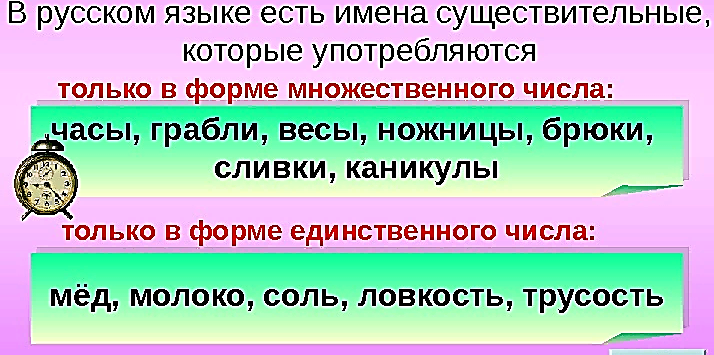 В русском языке есть имена существительные,
которые употребляются
только в форме множественного числа:
часы, грабли, весы, ножницы, брюки,
сливки, каникулы
только в форме единственного числа:
мёд, молоко, соль, ловкость, трусость